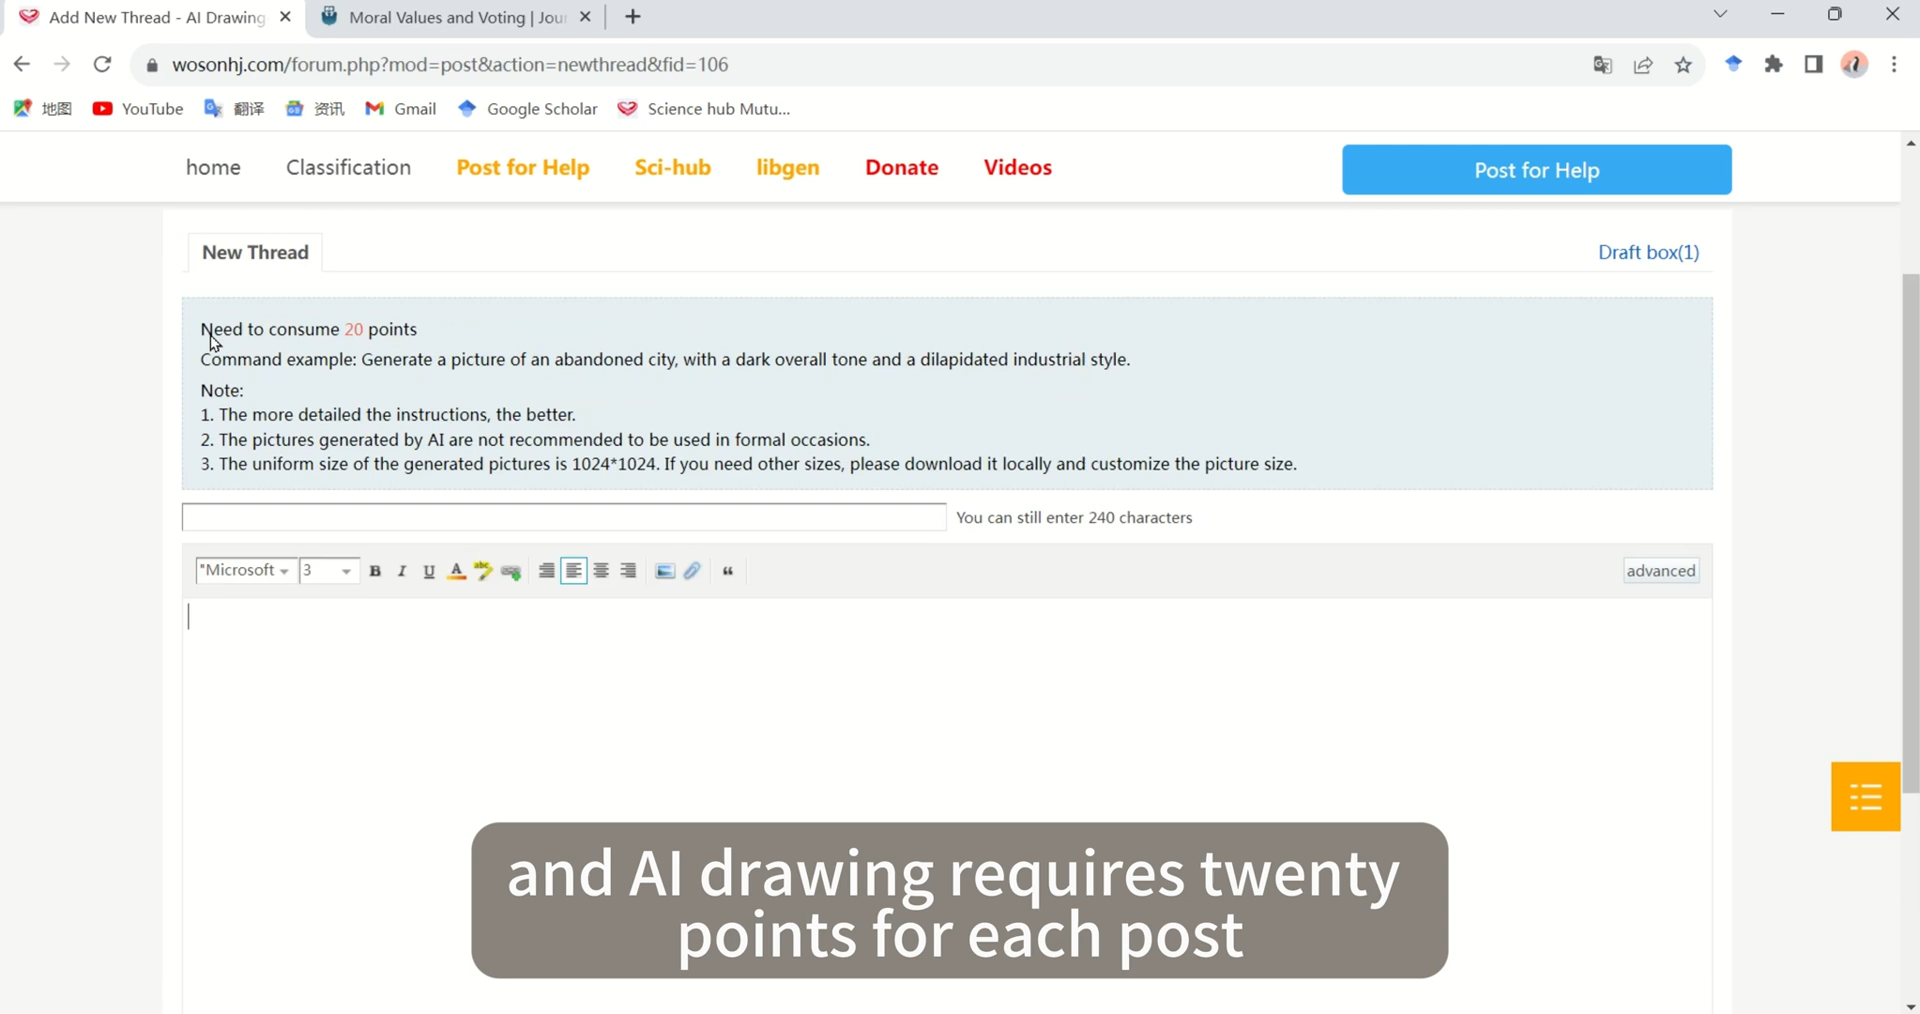 Add New Thread - AI Drawing
Moral Values and Voting | Jou
wosonhj.com/forum.php?mod=post&action=newthread&fid=106
地图
YouTube
翻译
资讯
Gmail
Google Scholar
Science hub Mutu...
home
Classification
Post for Help
Sci-hub
libgen
Donate
Videos
Post for Help
New Thread
Draft box(1)
Need to consume 20 points
Command example: Generate a picture of an abandoned city, with a dark overall tone and a dilapidated industrial style.
Note:
1. The more detailed the instructions, the better.
2. The pictures generated by AI are not recommended to be used in formal occasions.
3. The uniform size of the generated pictures is 1024*1024. If you need other sizes, please download it locally and customize the picture size.
You can still enter 240 characters
"Microsoft
3
B
I
U
A
abc
advanced
and AI drawing requires twenty
points for each post